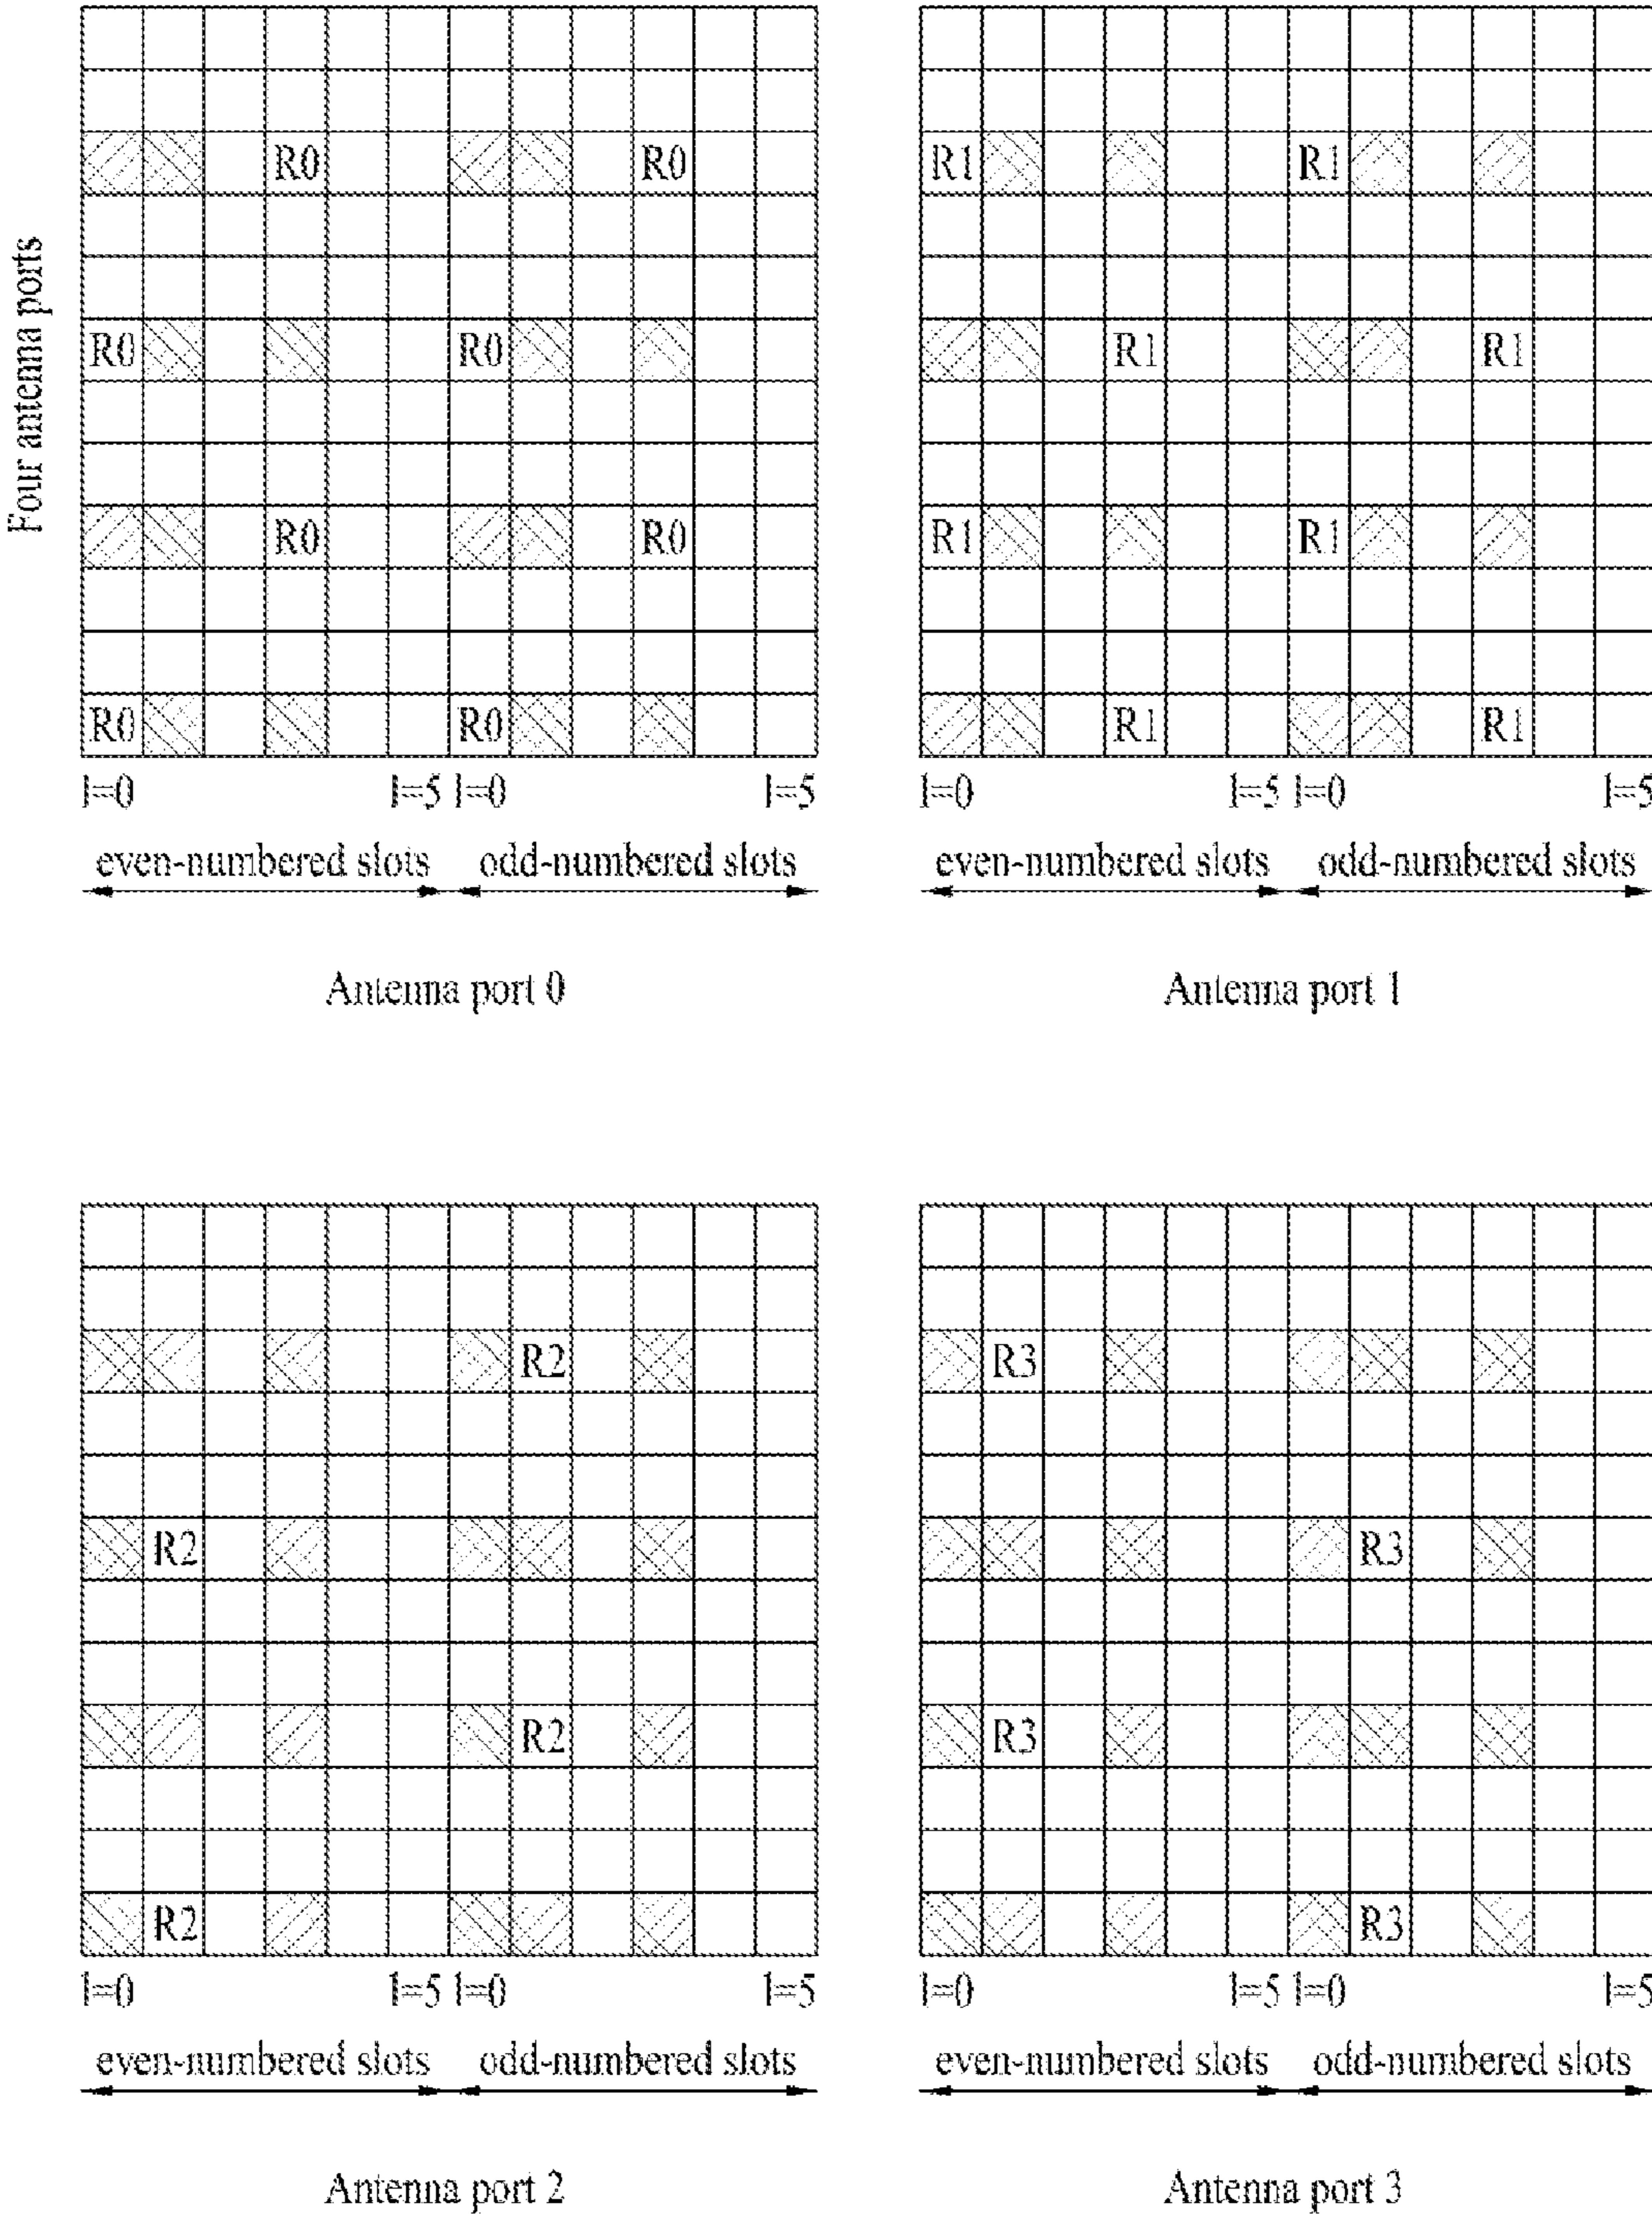 Four antenna ports
R0 R0 R1 R1
R0 R0 R1 R1
R0 R0 R1 R1
R0 R0 R1 R1
l=0 l=5 l=0 l=5 l=0 l=5 l=0 l=5
even-numbered slots odd-numbered slots even-numbered slots odd-numbered slots
Antenna port 0 Antenna port 1
R2 R3
R2 R3
R2 R3
R2 R3
l=0 l=5 l=0 l=5 l=0 l=5 l=0 l=5
even-numbered slots odd-numbered slots even-numbered slots odd-numbered slots
Antenna port 2 Antenna port 3